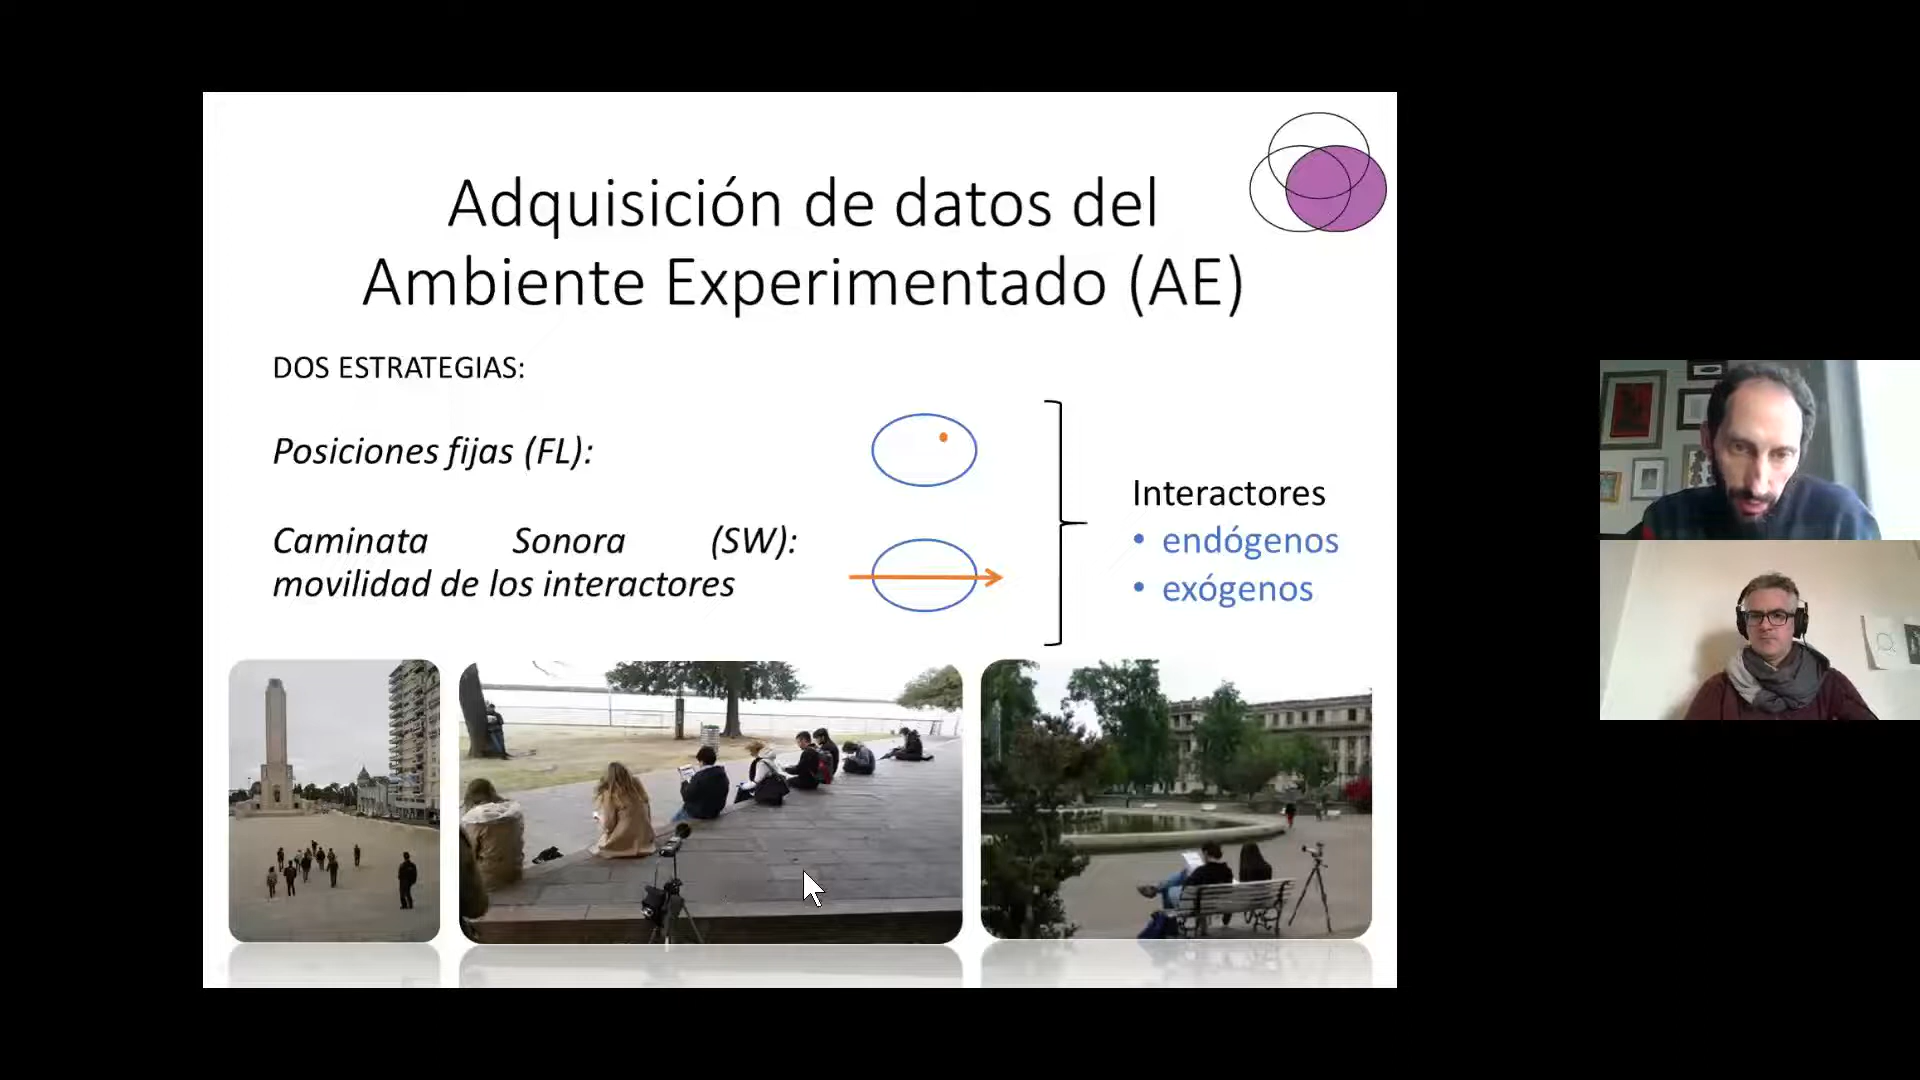 Adquisición de datos del
Ambiente Experimentado (AE)
DOS ESTRATEGIAS:
Posiciones fijas (FL):
Caminata Sonora (SW):
movilidad de los interactores
Interactores
• endógenos
• exógenos